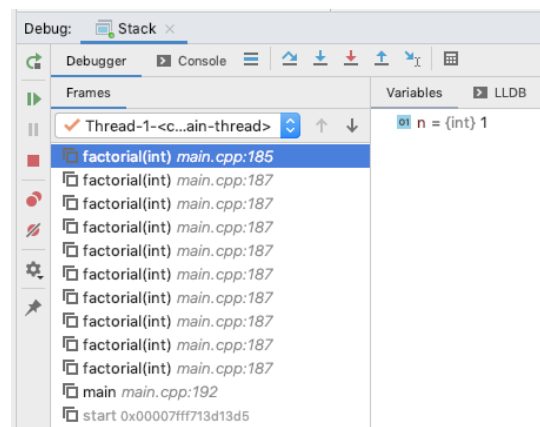 Debug: Stack ×
Debugger Console
Frames
Variables LLDB
Thread-1-<c...ain-thread>
01 n = {int} 1
factorial(int) main.cpp:185
factorial(int) main.cpp:187
factorial(int) main.cpp:187
factorial(int) main.cpp:187
factorial(int) main.cpp:187
factorial(int) main.cpp:187
factorial(int) main.cpp:187
factorial(int) main.cpp:187
factorial(int) main.cpp:187
factorial(int) main.cpp:187
main main.cpp:192
start 0x00007fff713d13d5